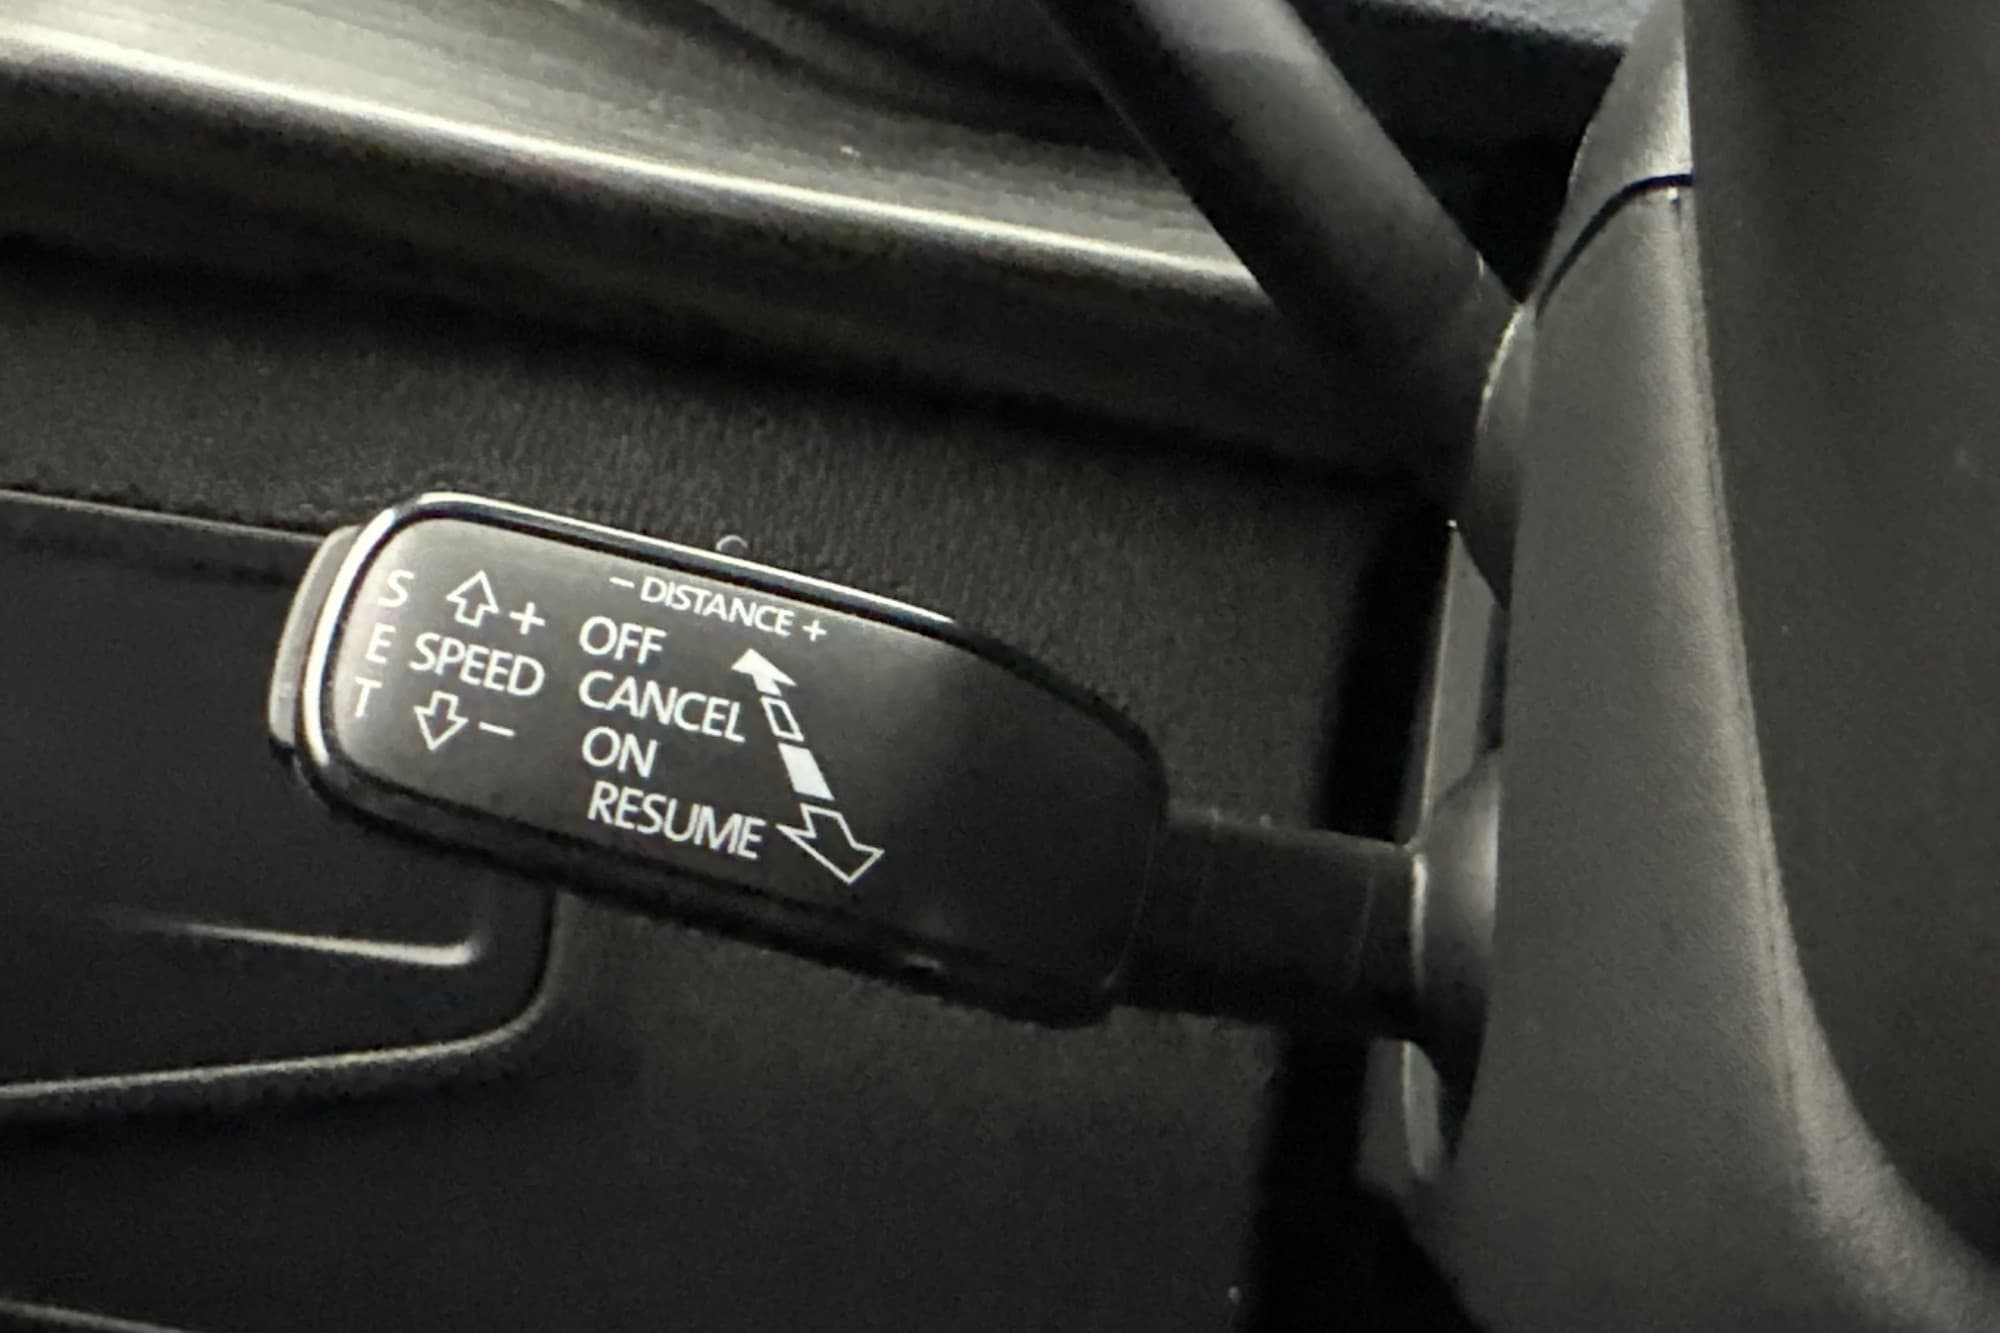 − DISTANCE +
S
E
T
+
SPEED
−
OFF
CANCEL
ON
RESUME